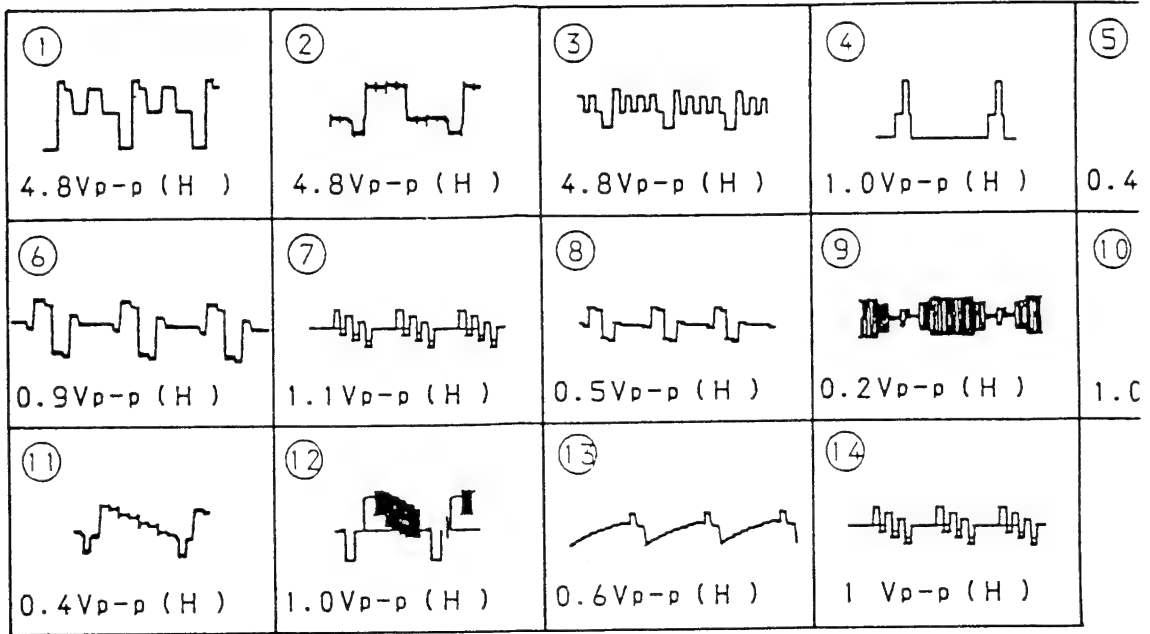 ① ② ③ ④ ⑤
4.8Vp-p (H ) 4.8Vp-p (H ) 4.8Vp-p (H ) 1.0Vp-p (H ) 0.4
⑥ ⑦ ⑧ ⑨ ⑩
0.9Vp-p (H ) 1.1Vp-p (H ) 0.5Vp-p (H ) 0.2Vp-p (H ) 1.0
⑪ ⑫ ⑬ ⑭
0.4Vp-p (H ) 1.0Vp-p (H ) 0.6Vp-p (H ) 1 Vp-p (H )